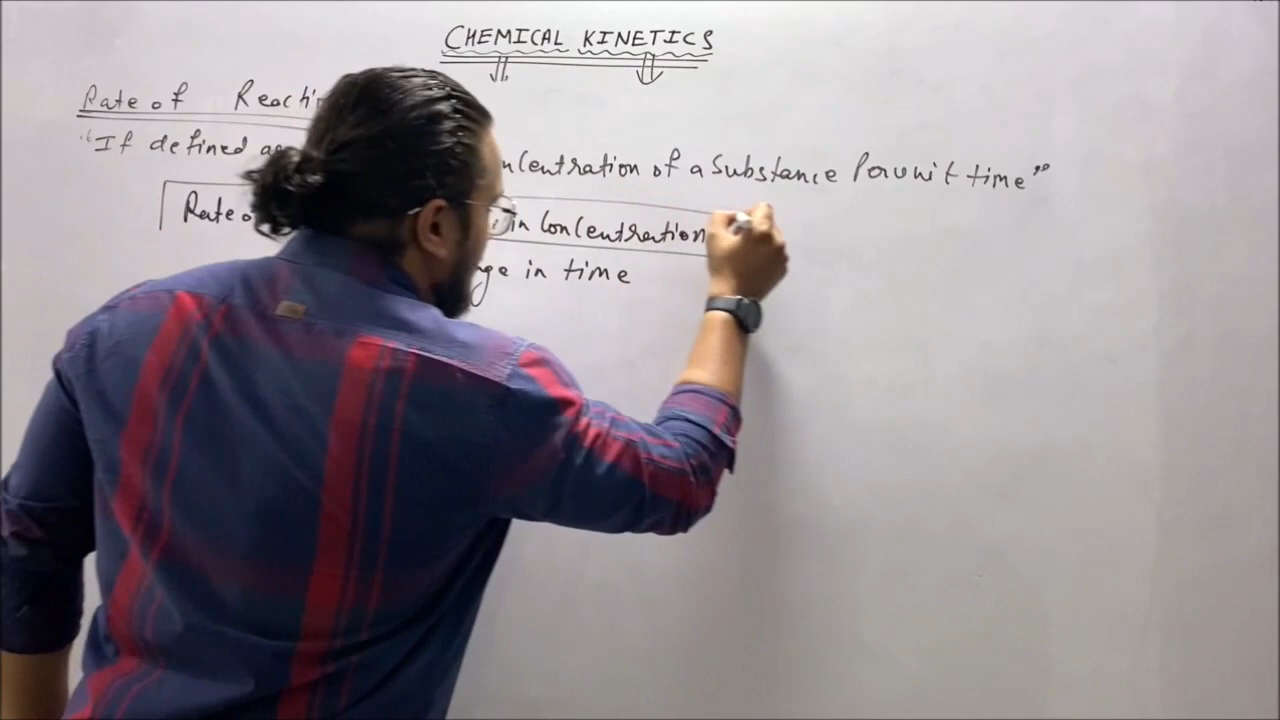 CHEMICAL KINETICS
Rate of Reacti
"If defined as
ncentration of a Substance Per unit time"
Rate o in Concentration
nge in time